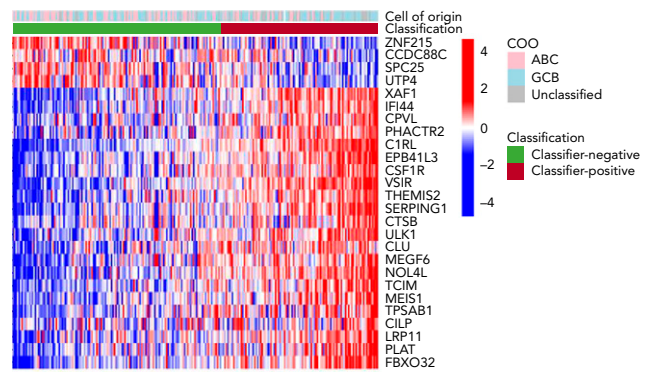 Cell of origin
Classification
ZNF215
CCDC88C
SPC25
UTP4
XAF1
IFI44
CPVL
PHACTR2
C1RL
EPB41L3
CSF1R
VSIR
THEMIS2
SERPING1
CTSB
ULK1
CLU
MEGF6
NOL4L
TCIM
MEIS1
TPSAB1
CILP
LRP11
PLAT
FBXO32
4
2
0
–2
–4
COO
ABC
GCB
Unclassified
Classification
Classifier-negative
Classifier-positive